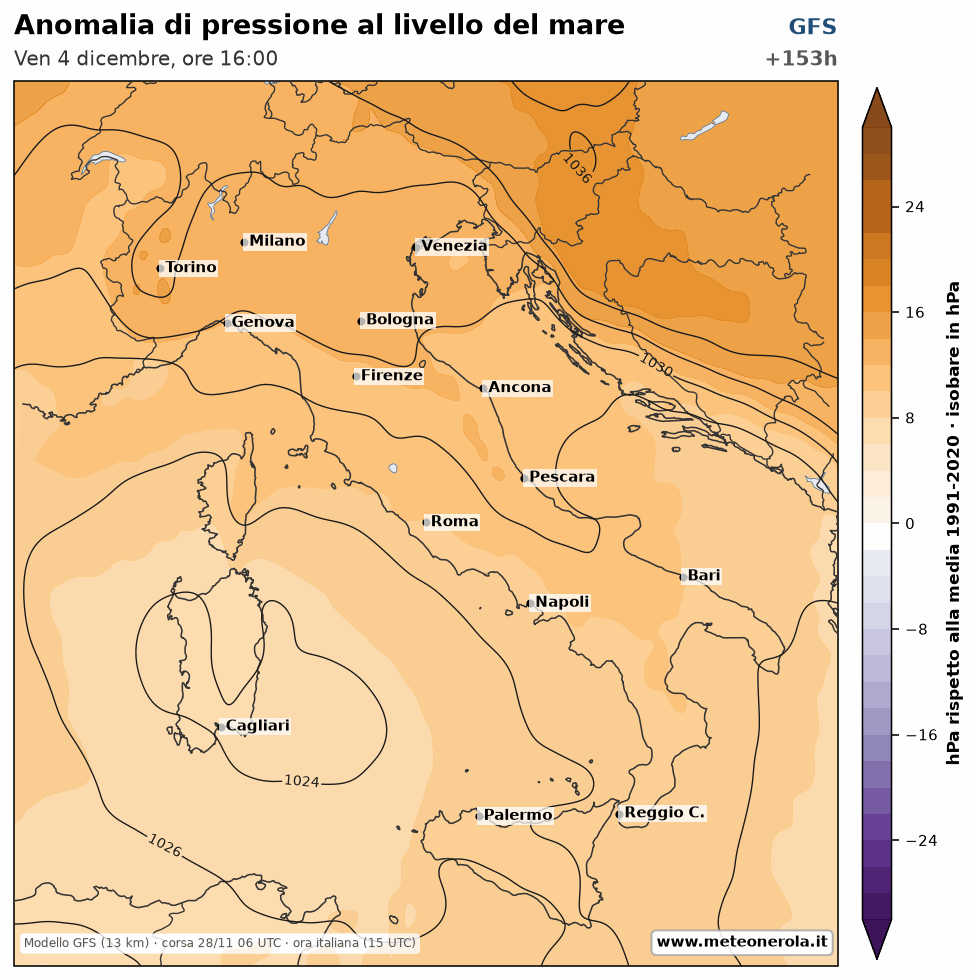 Anomalia di pressione al livello del mare
GFS
Ven 4 dicembre, ore 16:00
+153h
1036
Milano
Venezia
Torino
Genova
Bologna
1030
Firenze
Ancona
Pescara
Roma
Bari
Napoli
Cagliari
1024
Palermo
Reggio C.
1026
Modello GFS (13 km) · corsa 28/11 06 UTC · ora italiana (15 UTC)
www.meteonerola.it
24
16
8
0
−8
−16
−24
hPa rispetto alla media 1991-2020 · isobare in hPa